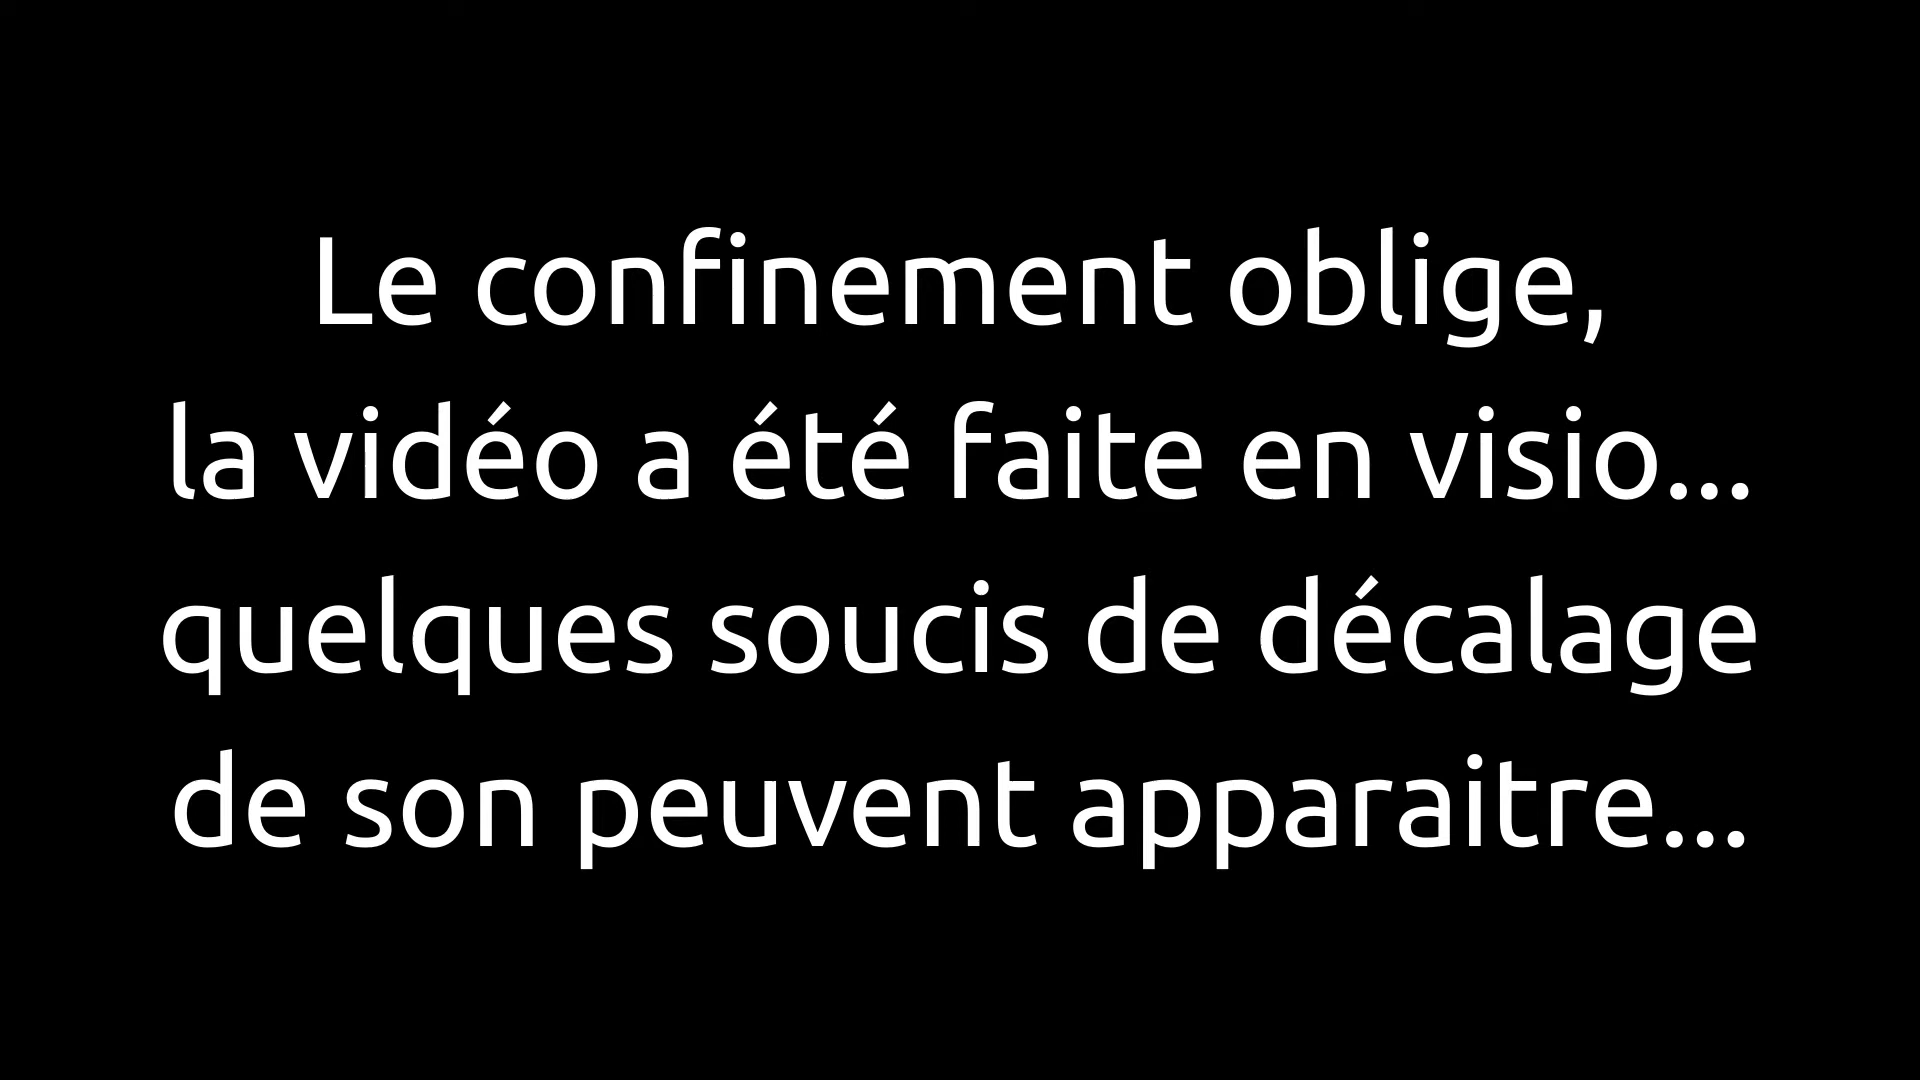 Le confinement oblige,
la vidéo a été faite en visio...
quelques soucis de décalage
de son peuvent apparaitre...